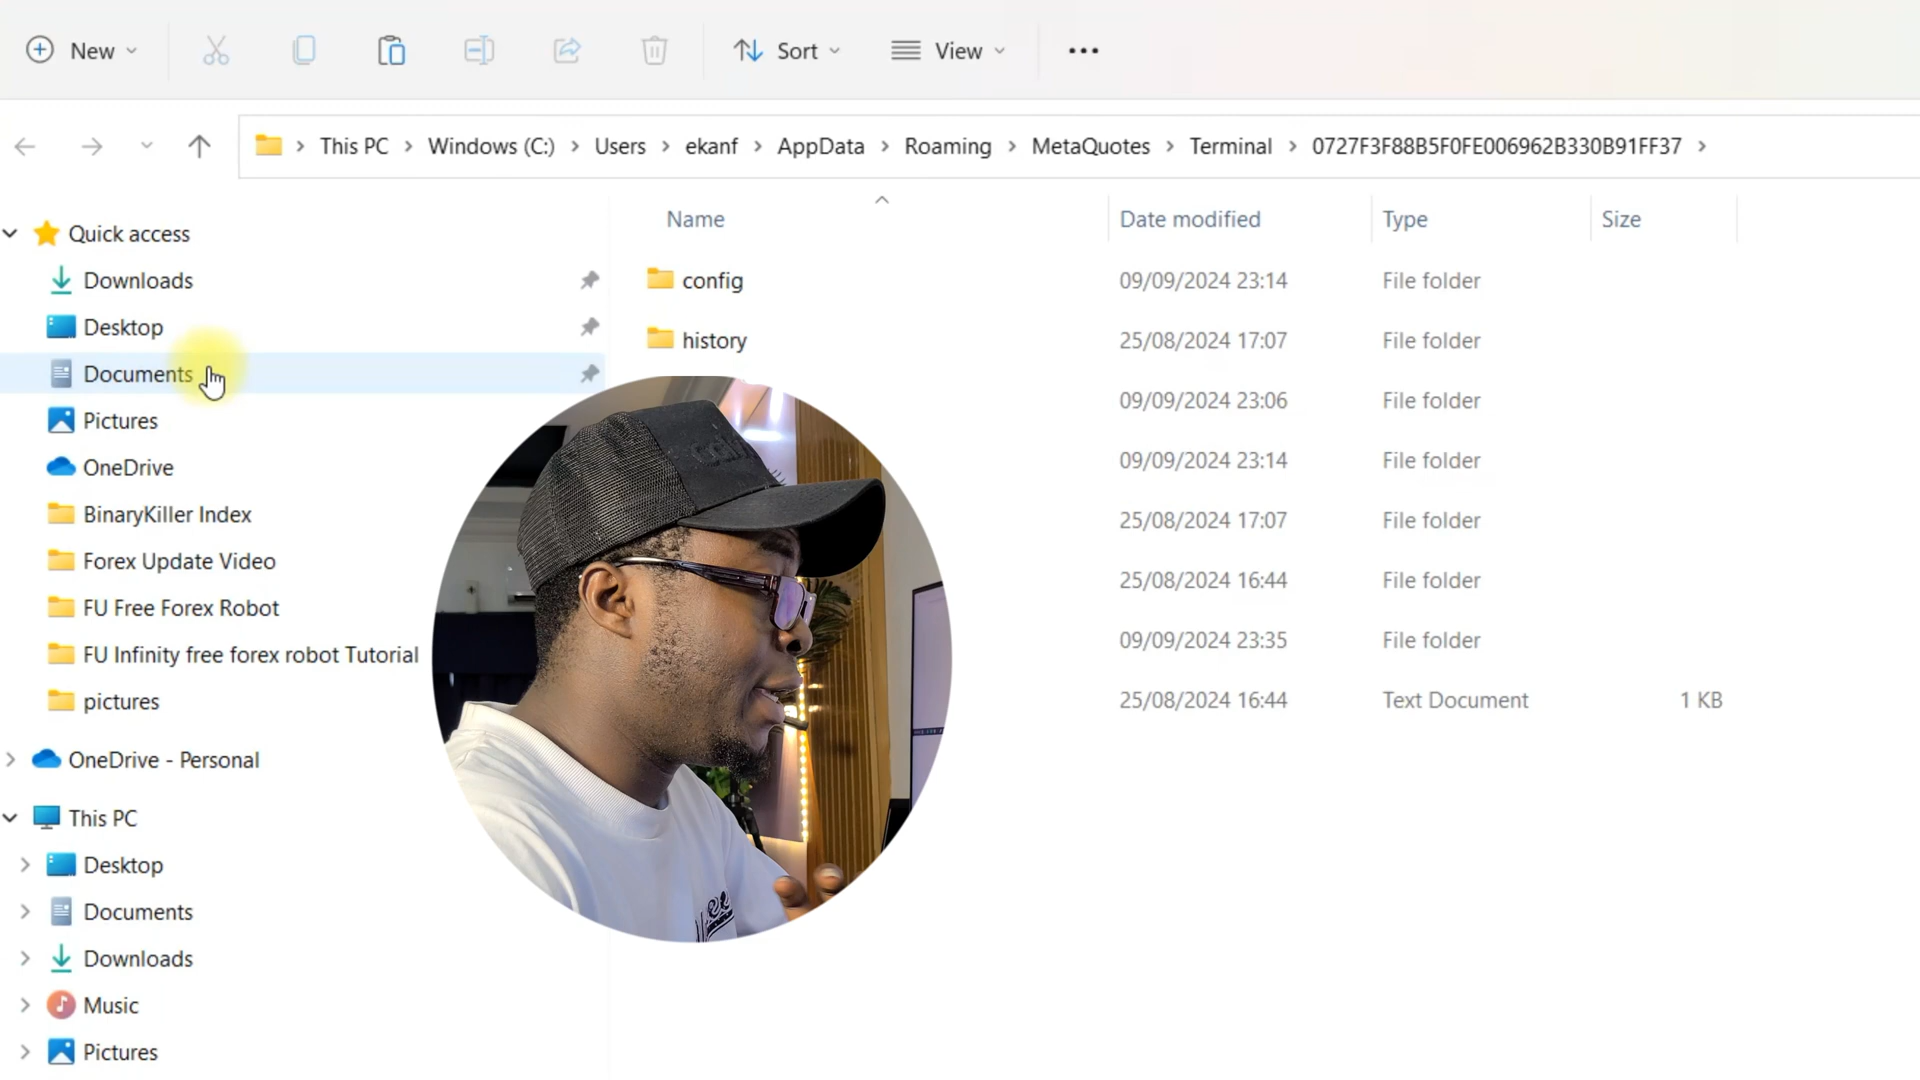 New Sort View
This PC Windows (C:) Users ekanf AppData Roaming MetaQuotes Terminal 0727F3F88B5F0FE006962B330B91FF37
Name Date modified Type Size
Quick access
Downloads
Desktop
Documents
Pictures
OneDrive
BinaryKiller Index
Forex Update Video
FU Free Forex Robot
FU Infinity free forex robot Tutorial
pictures
OneDrive - Personal
This PC
Desktop
Documents
Downloads
Music
Pictures
config 09/09/2024 23:14 File folder
history 25/08/2024 17:07 File folder
09/09/2024 23:06 File folder
09/09/2024 23:14 File folder
25/08/2024 17:07 File folder
25/08/2024 16:44 File folder
09/09/2024 23:35 File folder
25/08/2024 16:44 Text Document 1 KB